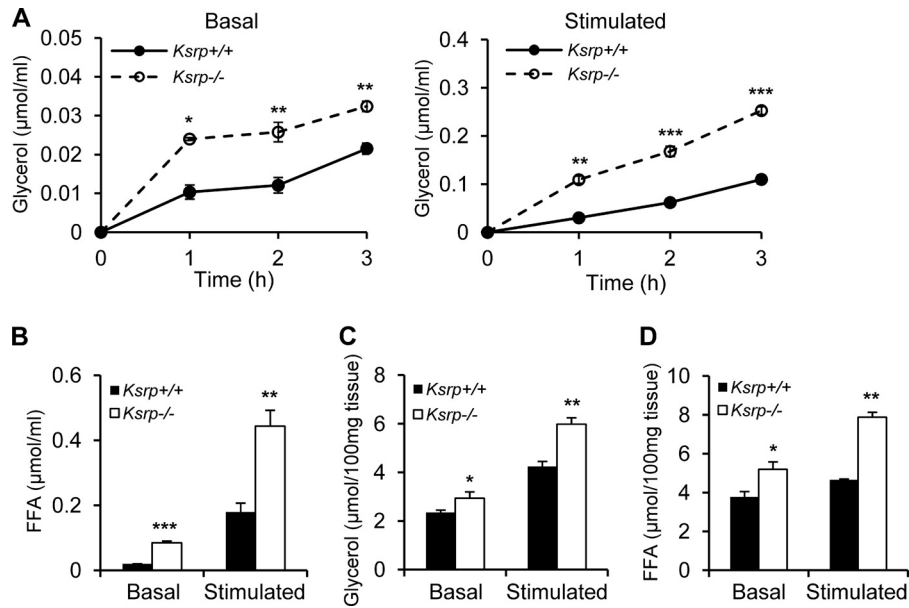 A
Basal
Glycerol (μmol/ml)
0.05
0.04
0.03
0.02
0.01
0
Ksrp+/+
Ksrp-/-
*
**
**
0
1
2
3
Time (h)
Stimulated
Glycerol (μmol/ml)
0.4
0.3
0.2
0.1
0
Ksrp+/+
Ksrp-/-
**
***
***
0
1
2
3
Time (h)
B
FFA (μmol/ml)
0.6
0.4
0.2
0
Ksrp+/+
Ksrp-/-
***
**
Basal
Stimulated
C
Glycerol (μmol/100mg tissue)
8
6
4
2
0
Ksrp+/+
Ksrp-/-
*
**
Basal
Stimulated
D
FFA (μmol/100mg tissue)
10
8
6
4
2
0
Ksrp+/+
Ksrp-/-
*
**
Basal
Stimulated